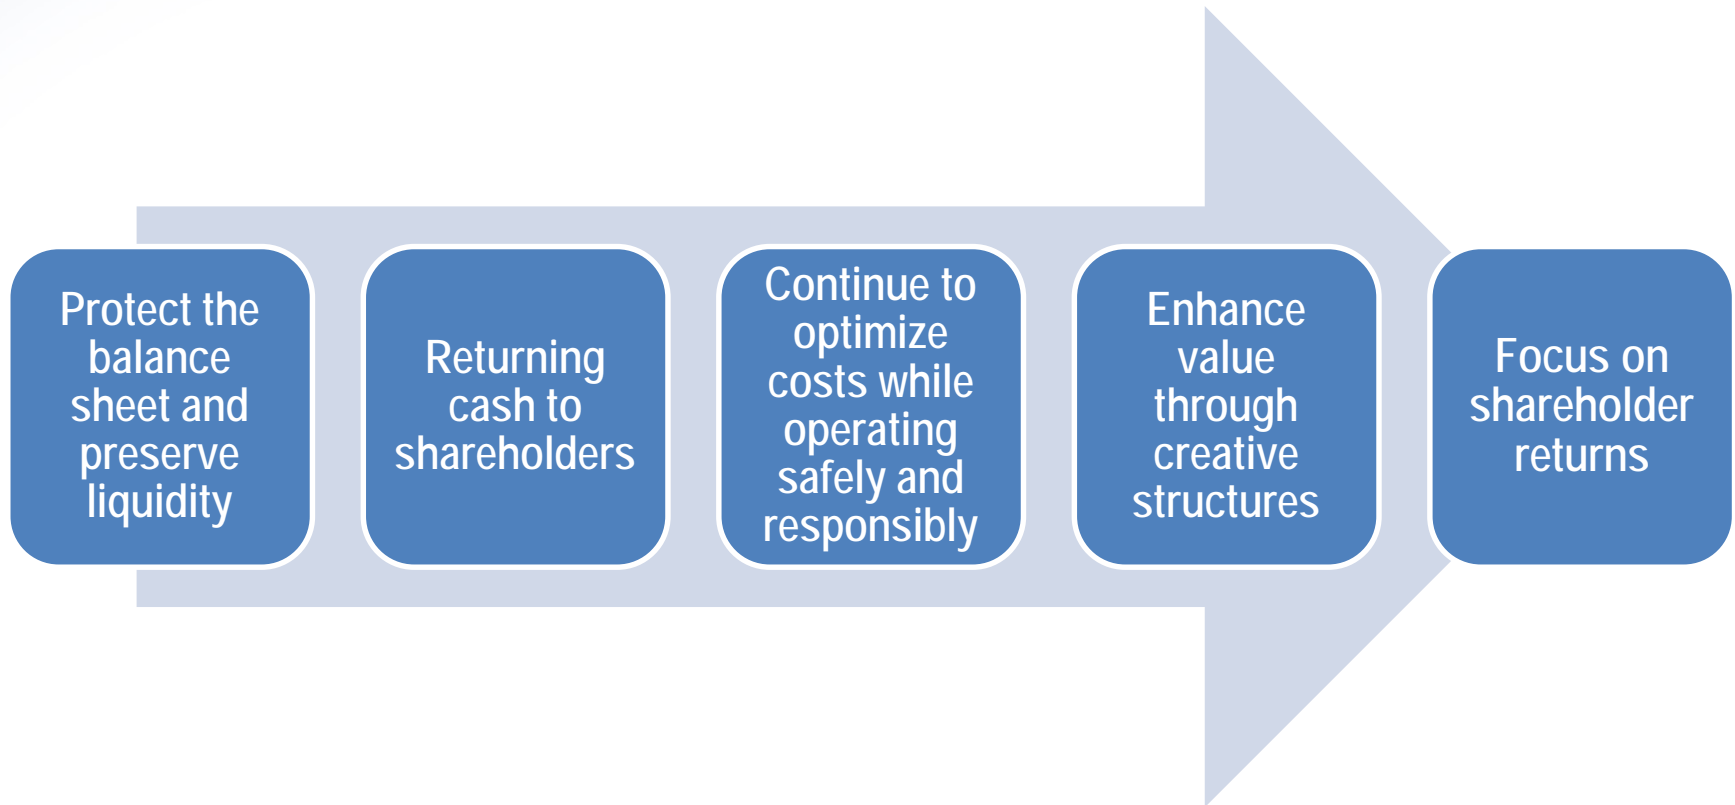 Protect the
balance
sheet and
preserve
liquidity
Returning
cash to
shareholders
Continue to
optimize
costs while
operating
safely and
responsibly
Enhance
value
through
creative
structures
Focus on
shareholder
returns